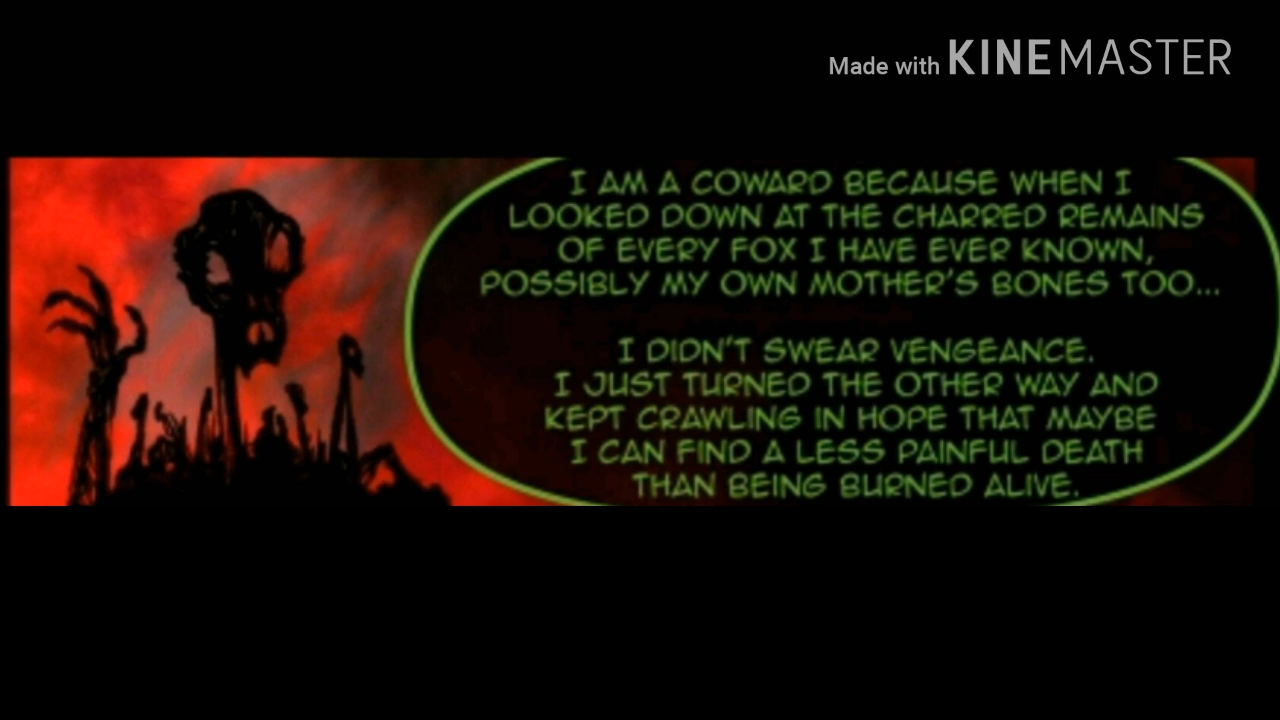 Made with KINEMASTER
I AM A COWARD BECAUSE WHEN I
LOOKED DOWN AT THE CHARRED REMAINS
OF EVERY FOX I HAVE EVER KNOWN,
POSSIBLY MY OWN MOTHER'S BONES TOO...
I DIDN'T SWEAR VENGEANCE.
I JUST TURNED THE OTHER WAY AND
KEPT CRAWLING IN HOPE THAT MAYBE
I CAN FIND A LESS PAINFUL DEATH
THAN BEING BURNED ALIVE.